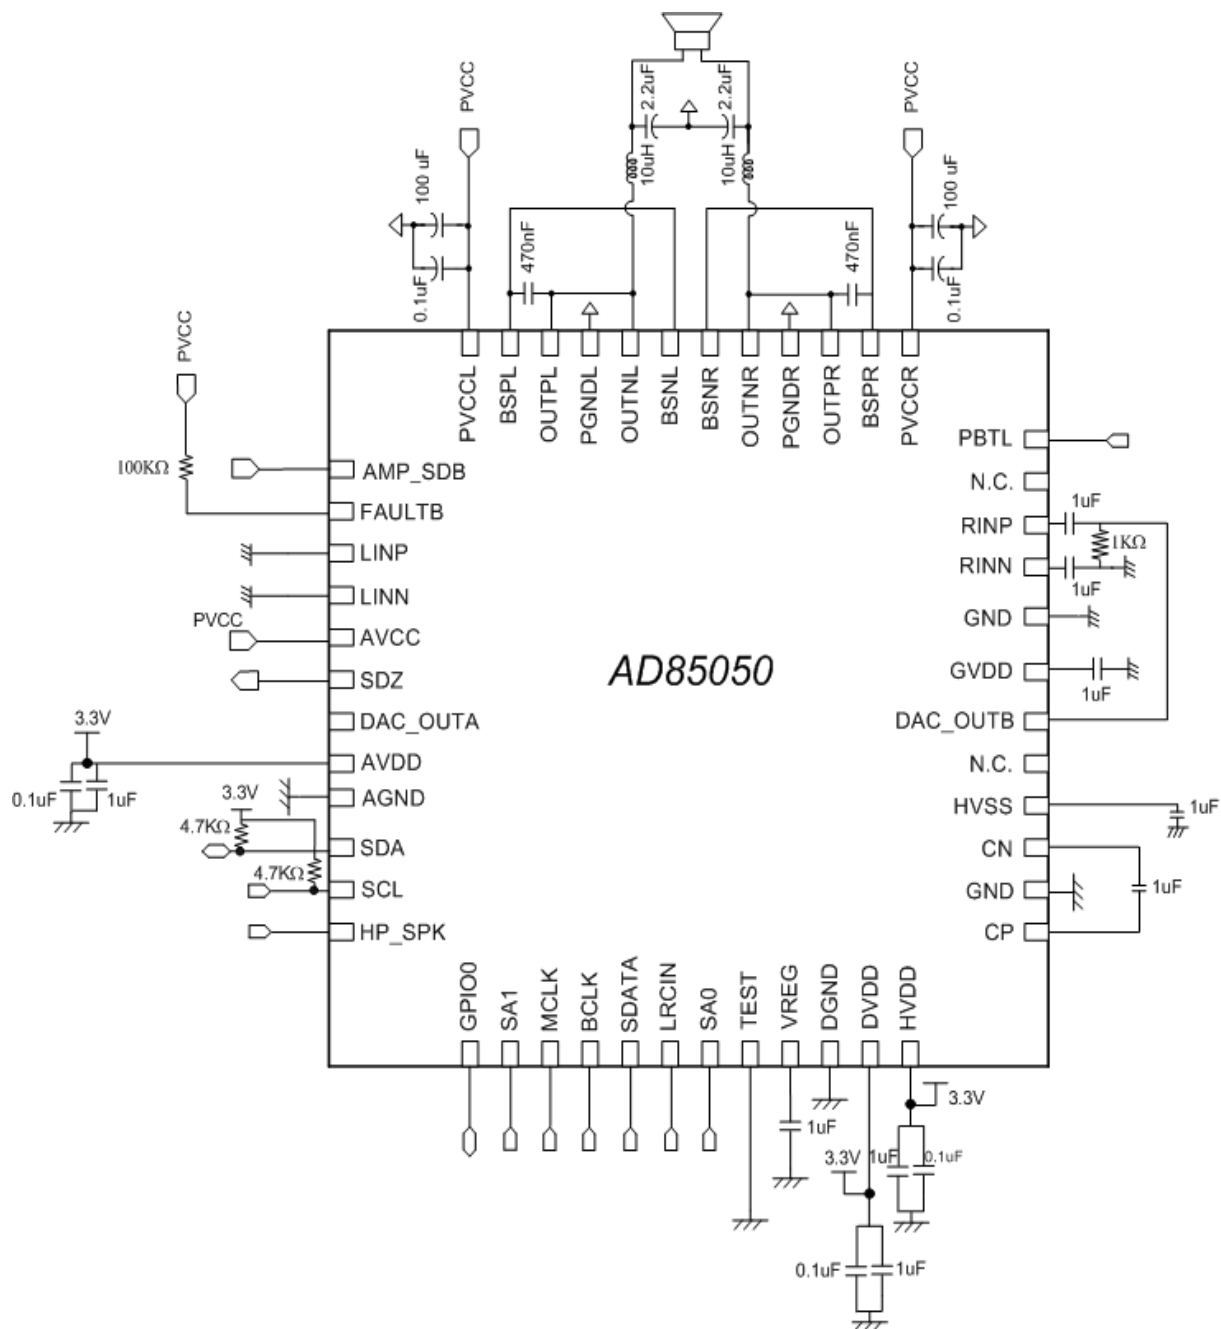 PVCC
2.2uF
2.2uF
PVCC
100 uF
10uH
10uH
100 uF
0.1uF
470nF
470nF
0.1uF
PVCC
PVCCL
BSPL
OUTPL
PGNDL
OUTNL
BSNL
BSNR
OUTNR
PGNDR
OUTPR
BSPR
PVCCR
100KΩ
AMP_SDB
FAULTB
LINP
LINN
PVCC
AVCC
SDZ
DAC_OUTA
3.3V
AVDD
0.1uF
1uF
AGND
3.3V
4.7KΩ
SDA
4.7KΩ
SCL
HP_SPK
AD85050
PBTL
N.C.
1uF
RINP
1KΩ
RINN
1uF
GND
GVDD
1uF
DAC_OUTB
N.C.
HVSS
1uF
CN
GND
1uF
CP
GPIO0
SA1
MCLK
BCLK
SDATA
LRCIN
SA0
TEST
VREG
DGND
DVDD
HVDD
3.3V
1uF
3.3V
1uF
0.1uF
0.1uF
1uF